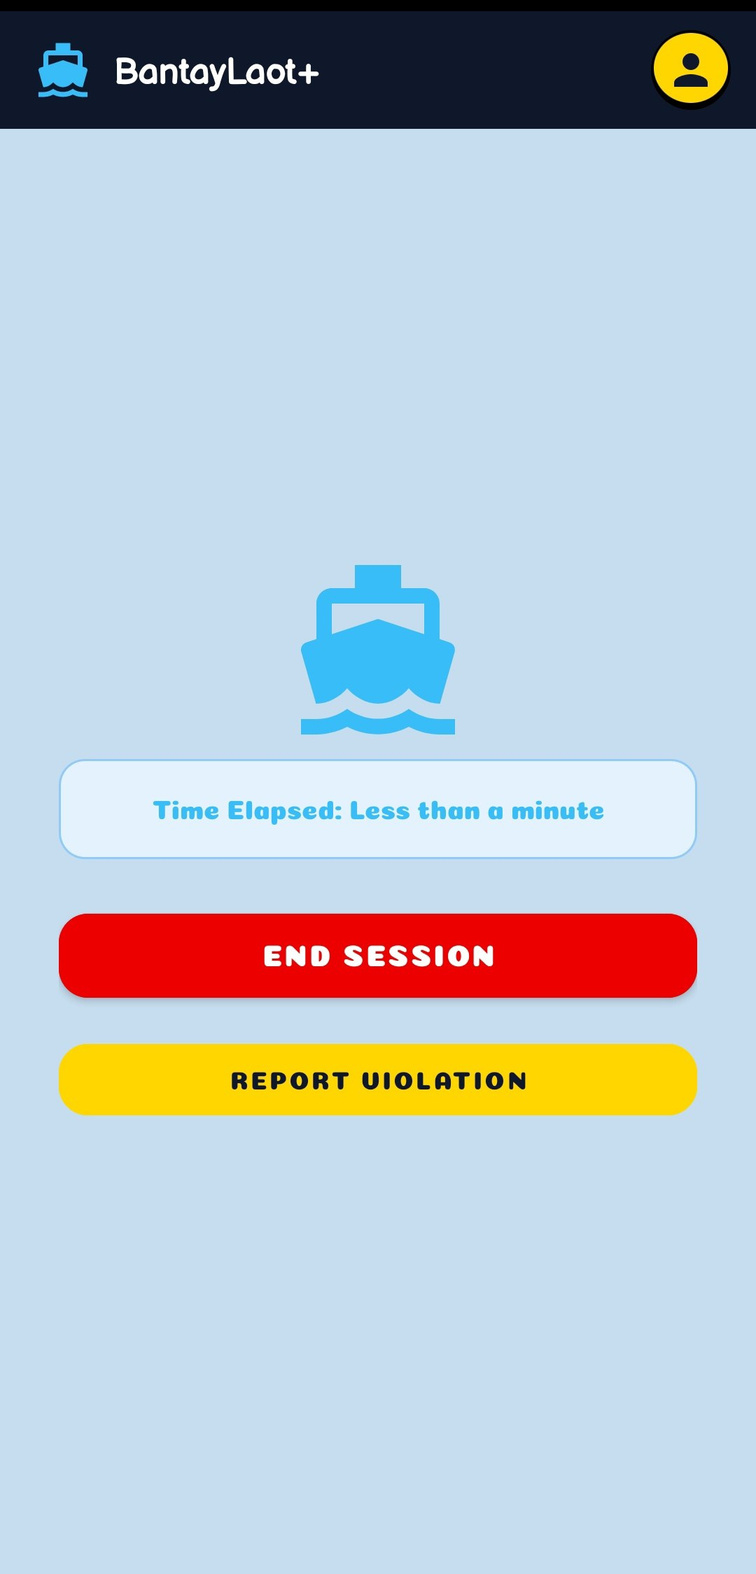 BantayLaot+
Time Elapsed: Less than a minute
END SESSION
REPORT VIOLATION